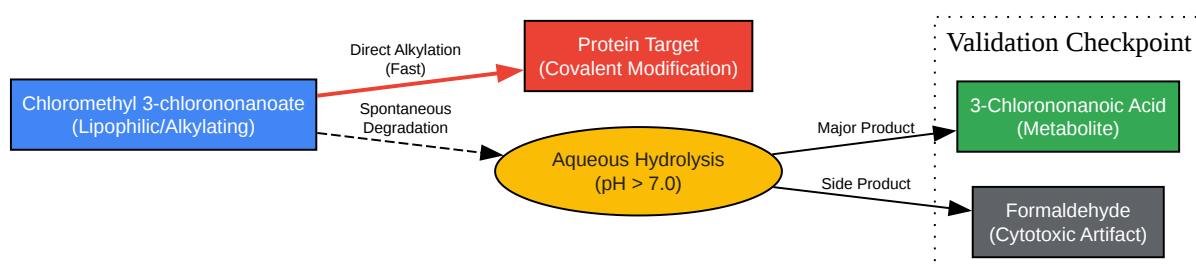 Chloromethyl 3-chlorononanoate
(Lipophilic/Alkylating)
Direct Alkylation
(Fast)
Protein Target
(Covalent Modification)
Spontaneous
Degradation
Aqueous Hydrolysis
(pH > 7.0)
Major Product
Side Product
Validation Checkpoint
3-Chlorononanoic Acid
(Metabolite)
Formaldehyde
(Cytotoxic Artifact)